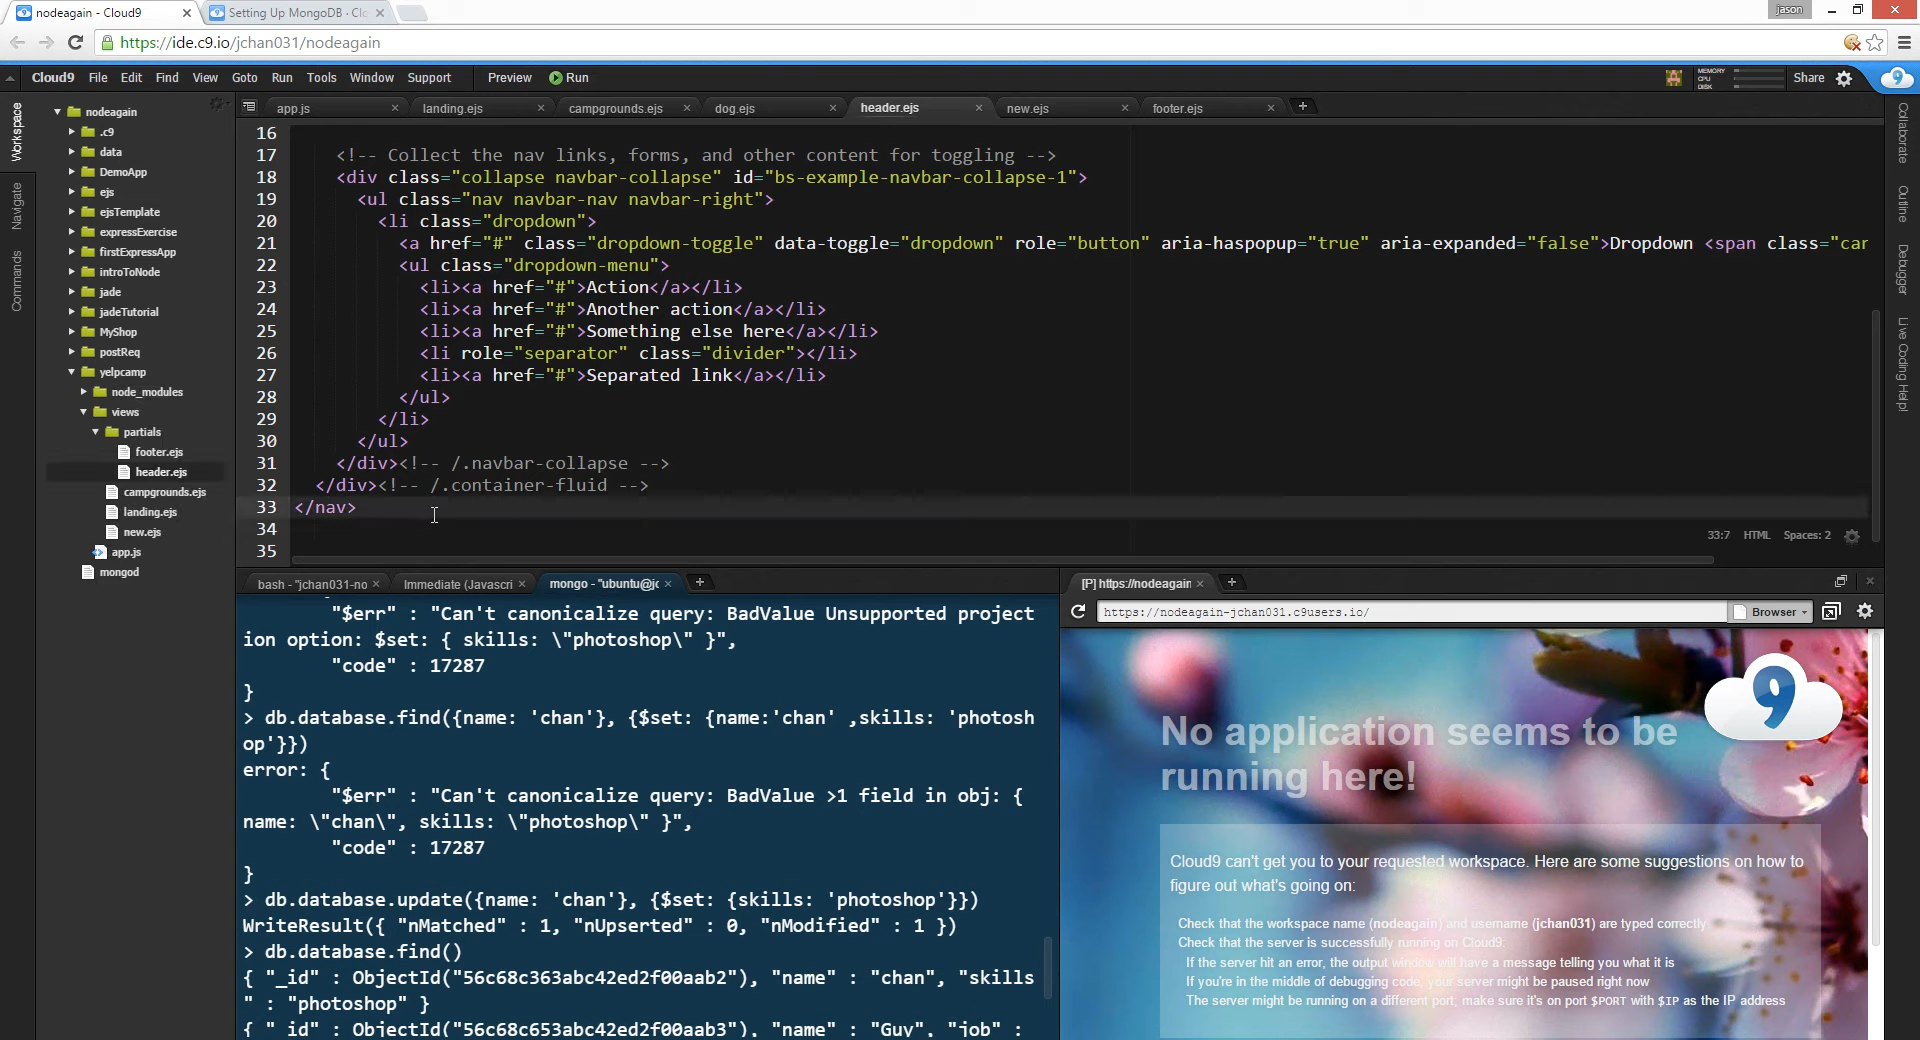 nodeagain - Cloud9
Setting Up MongoDB · Clo
jason
https://ide.c9.io/jchan031/nodeagain
Cloud9 File Edit Find View Goto Run Tools Window Support Preview Run
MEMORY
CPU
DISK
Share
Workspace
Navigate
Commands
nodeagain
.c9
data
DemoApp
ejs
ejsTemplate
expressExercise
firstExpressApp
introToNode
jade
jadeTutorial
MyShop
postReq
yelpcamp
node_modules
views
partials
footer.ejs
header.ejs
campgrounds.ejs
landing.ejs
new.ejs
app.js
mongod
app.js landing.ejs campgrounds.ejs dog.ejs header.ejs new.ejs footer.ejs
16
17 <!-- Collect the nav links, forms, and other content for toggling -->
18 <div class="collapse navbar-collapse" id="bs-example-navbar-collapse-1">
19 <ul class="nav navbar-nav navbar-right">
20 <li class="dropdown">
21 <a href="#" class="dropdown-toggle" data-toggle="dropdown" role="button" aria-haspopup="true" aria-expanded="false">Dropdown <span class="car
22 <ul class="dropdown-menu">
23 <li><a href="#">Action</a></li>
24 <li><a href="#">Another action</a></li>
25 <li><a href="#">Something else here</a></li>
26 <li role="separator" class="divider"></li>
27 <li><a href="#">Separated link</a></li>
28 </ul>
29 </li>
30 </ul>
31 </div><!-- /.navbar-collapse -->
32 </div><!-- /.container-fluid -->
33 </nav>
34
35
33:7 HTML Spaces: 2
Collaborate
Outline
Debugger
Live Coding Help!
bash - "jchan031-no Immediate (Javascri mongo - "ubuntu@jc
"$err" : "Can't canonicalize query: BadValue Unsupported project
ion option: $set: { skills: \"photoshop\" }",
"code" : 17287
}
> db.database.find({name: 'chan'}, {$set: {name:'chan' ,skills: 'photosh
op'}})
error: {
"$err" : "Can't canonicalize query: BadValue >1 field in obj: {
name: \"chan\", skills: \"photoshop\" }",
"code" : 17287
}
> db.database.update({name: 'chan'}, {$set: {skills: 'photoshop'}})
WriteResult({ "nMatched" : 1, "nUpserted" : 0, "nModified" : 1 })
> db.database.find()
{ "_id" : ObjectId("56c68c363abc42ed2f00aab2"), "name" : "chan", "skills
" : "photoshop" }
{ "_id" : ObjectId("56c68c653abc42ed2f00aab3"), "name" : "Guy", "job" :
[P] https://nodeagain
https://nodeagain-jchan031.c9users.io/
Browser
9
No application seems to be
running here!
Cloud9 can't get you to your requested workspace. Here are some suggestions on how to
figure out what's going on:
Check that the workspace name (nodeagain) and username (jchan031) are typed correctly.
Check that the server is successfully running on Cloud9:
If the server hit an error, the output window will have a message telling you what it is
If you're in the middle of debugging code, your server might be paused right now
The server might be running on a different port, make sure it's on port $PORT with $IP as the IP address